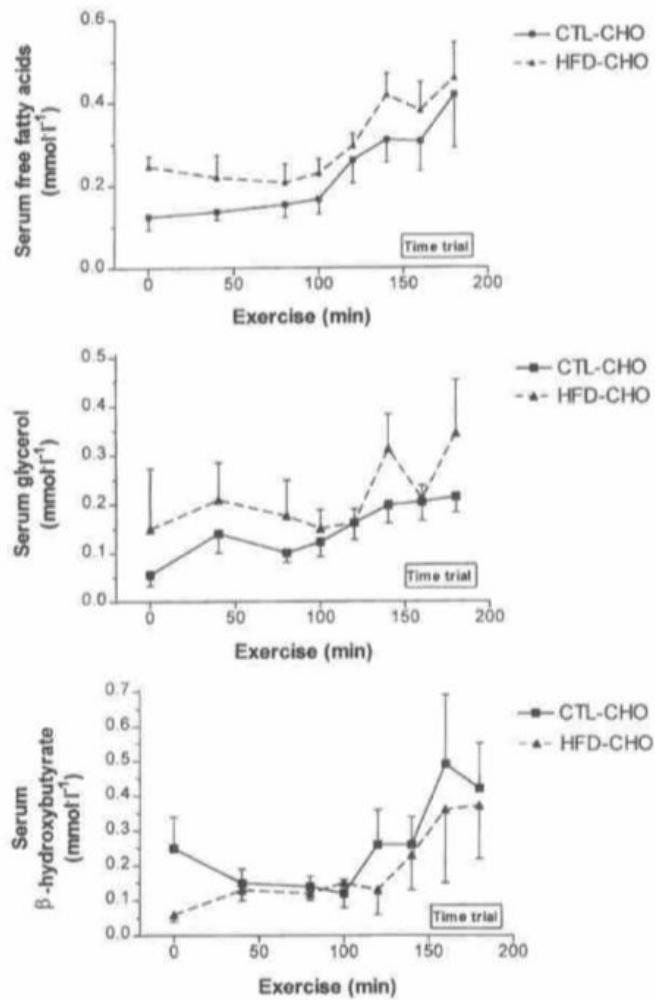 0.6
0.4
0.2
0.0
Serum free fatty acids
(mmol·l⁻¹)
0 50 100 150 200
Exercise (min)
Time trial
CTL-CHO
HFD-CHO
0.5
0.4
0.3
0.2
0.1
0.0
Serum glycerol
(mmol·l⁻¹)
0 50 100 150 200
Exercise (min)
Time trial
CTL-CHO
HFD-CHO
0.7
0.6
0.5
0.4
0.3
0.2
0.1
0.0
Serum
β-hydroxybutyrate
(mmol·l⁻¹)
0 50 100 150 200
Exercise (min)
Time trial
CTL-CHO
HFD-CHO